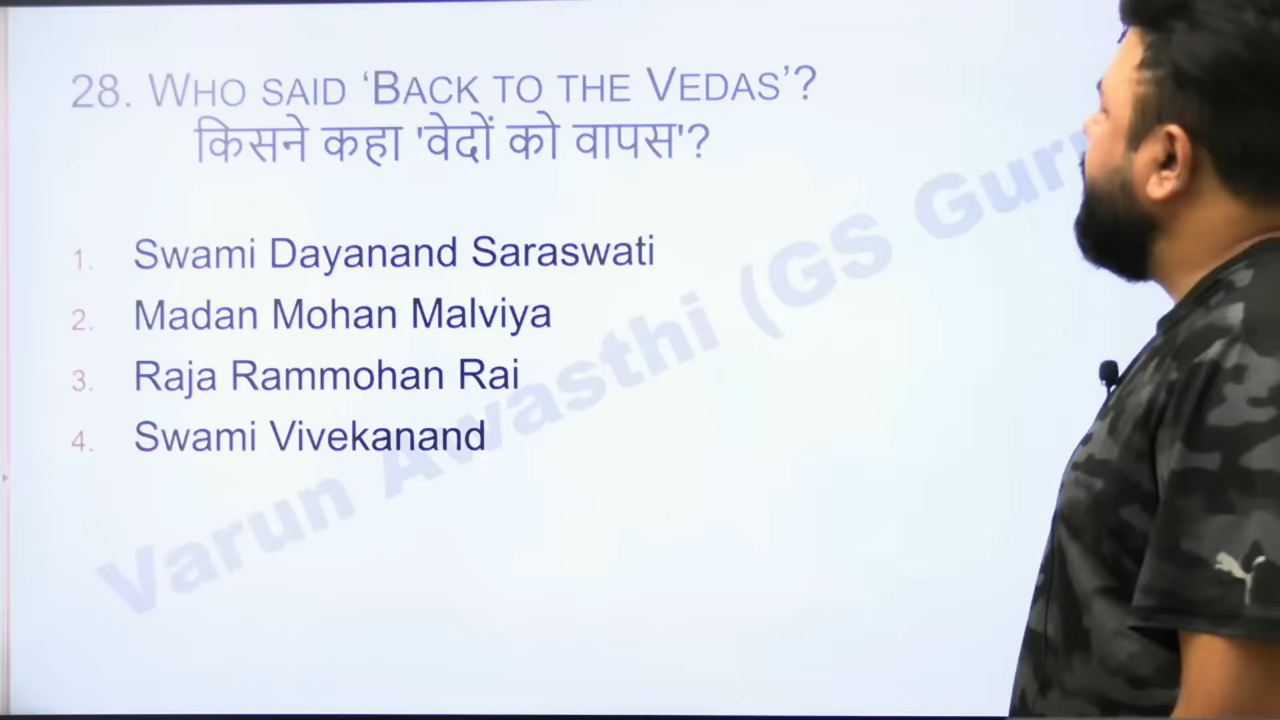 28. WHO SAID ‘BACK TO THE VEDAS’?
किसने कहा 'वेदों को वापस'?
1. Swami Dayanand Saraswati
2. Madan Mohan Malviya
3. Raja Rammohan Rai
4. Swami Vivekanand
Varun Awasthi (GS Guru